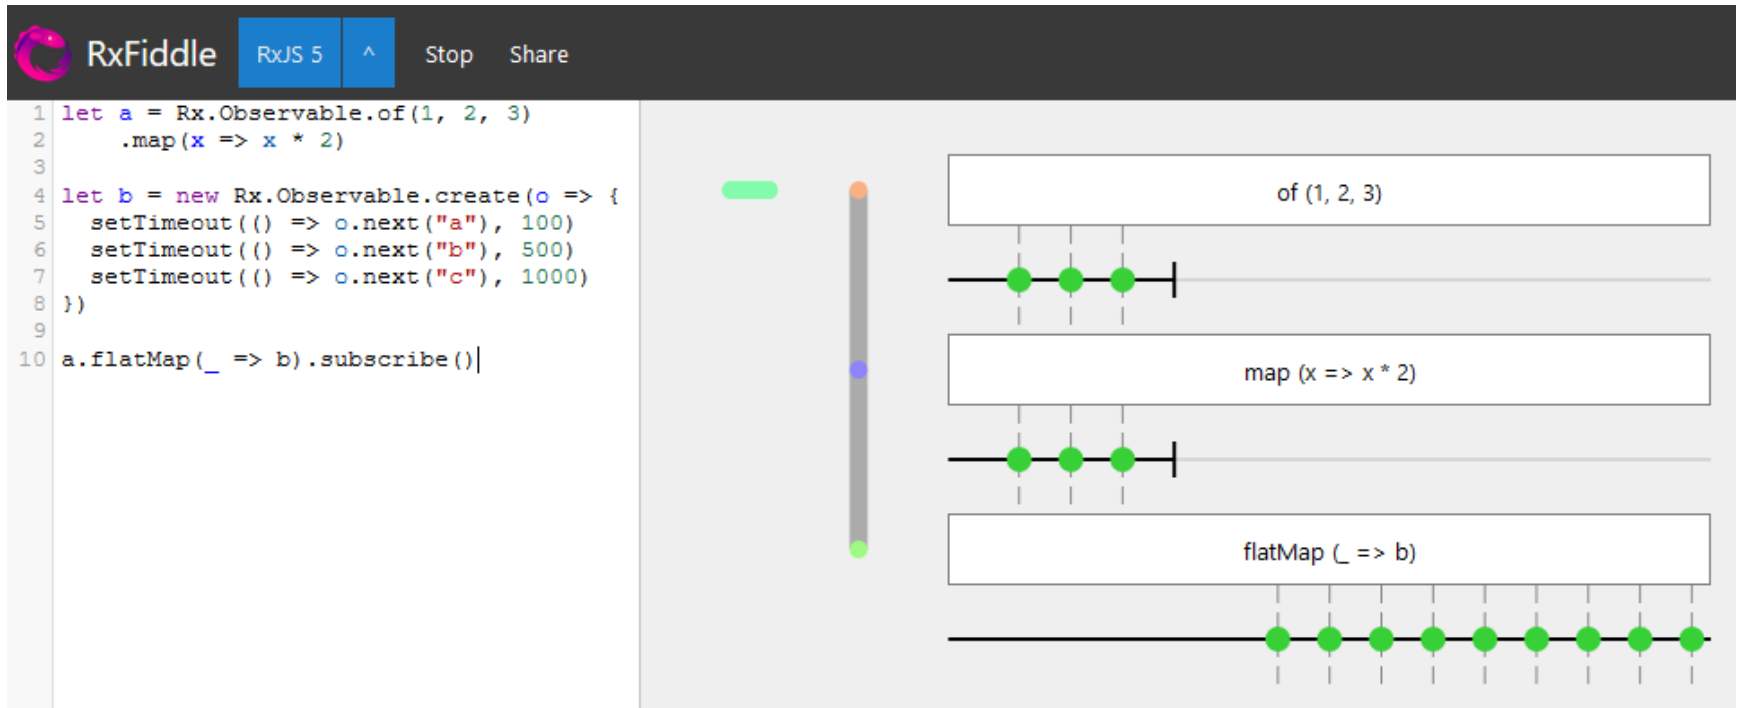 RxFiddle RxJS 5 ^ Stop Share
1 let a = Rx.Observable.of(1, 2, 3)
2 .map(x => x * 2)
3
4 let b = new Rx.Observable.create(o => {
5 setTimeout(() => o.next("a"), 100)
6 setTimeout(() => o.next("b"), 500)
7 setTimeout(() => o.next("c"), 1000)
8 })
9
10 a.flatMap(_ => b).subscribe()
of (1, 2, 3)
map (x => x * 2)
flatMap (_ => b)